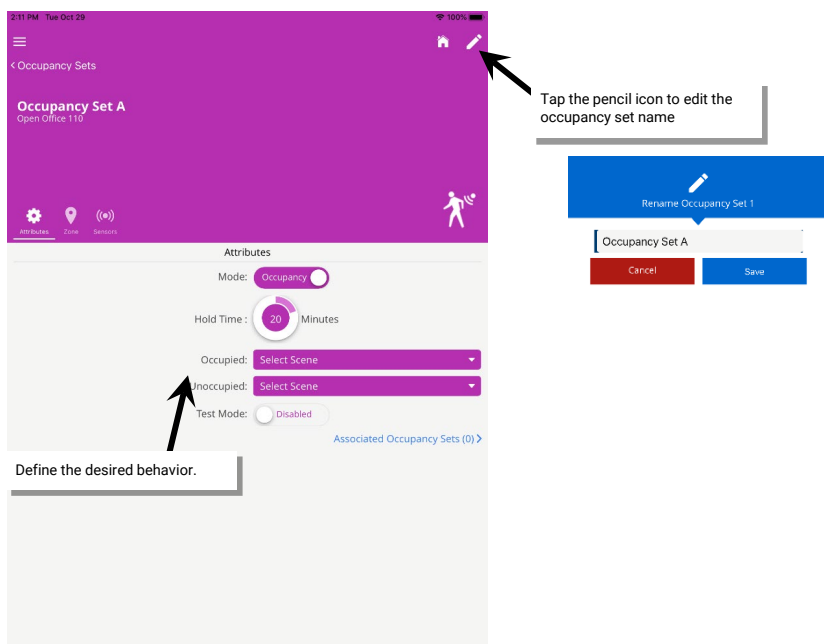 2:11 PM Tue Oct 29
100%
< Occupancy Sets
Occupancy Set A
Open Office 110
Attributes
Zone
Sensors
Attributes
Mode: Occupancy
Hold Time : 20 Minutes
Occupied: Select Scene
Unoccupied: Select Scene
Test Mode: Disabled
Associated Occupancy Sets (0) >
Define the desired behavior.
Tap the pencil icon to edit the
occupancy set name
Rename Occupancy Set 1
Occupancy Set A
Cancel
Save